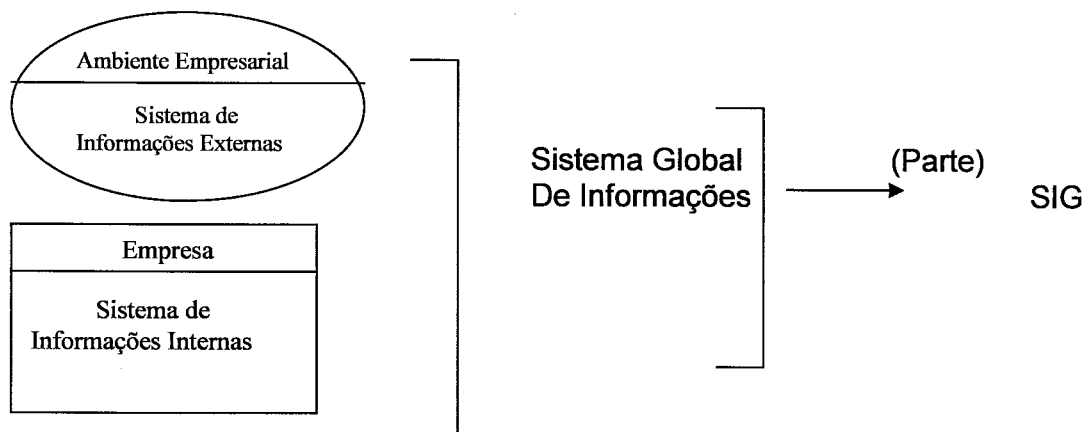 Ambiente Empresarial
Sistema de
Informações Externas
Empresa
Sistema de
Informações Internas
Sistema Global
De Informações
(Parte)
SIG